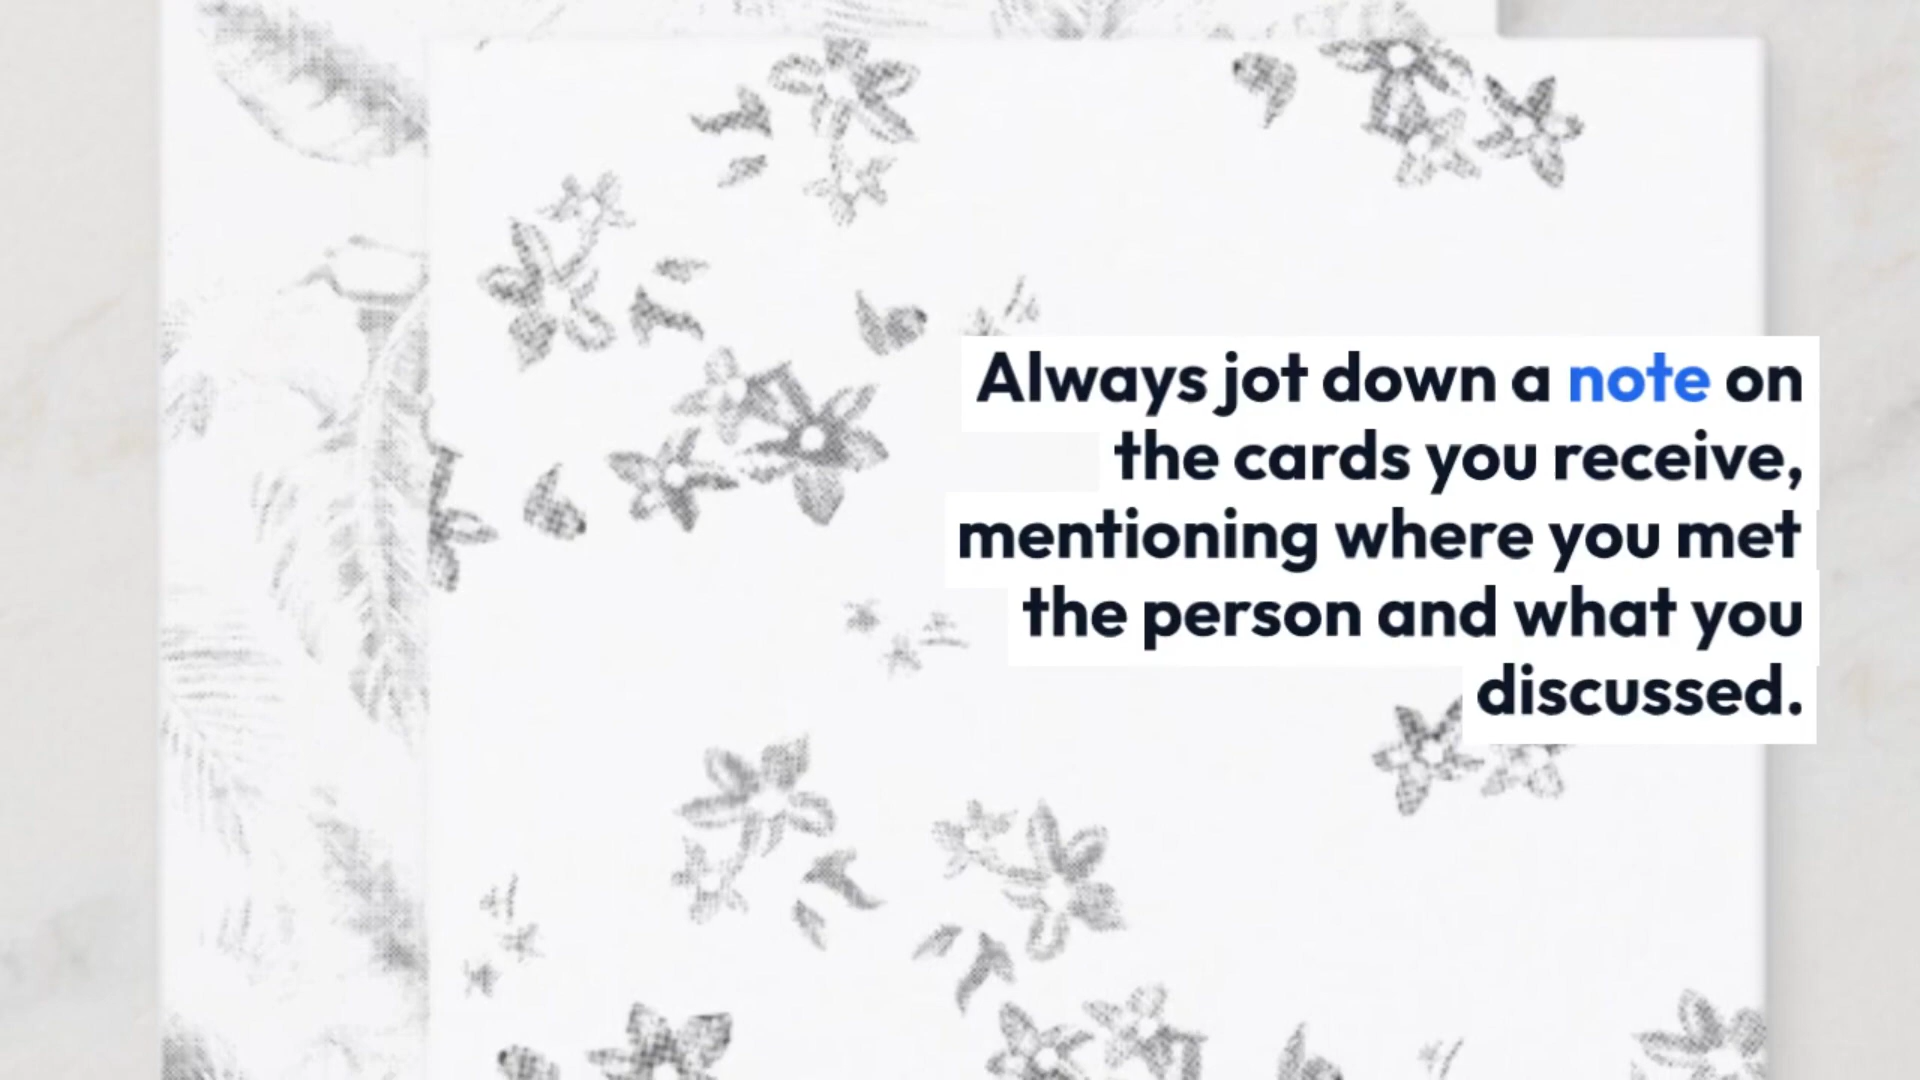 Always jot down a note on
the cards you receive,
mentioning where you met
the person and what you
discussed.